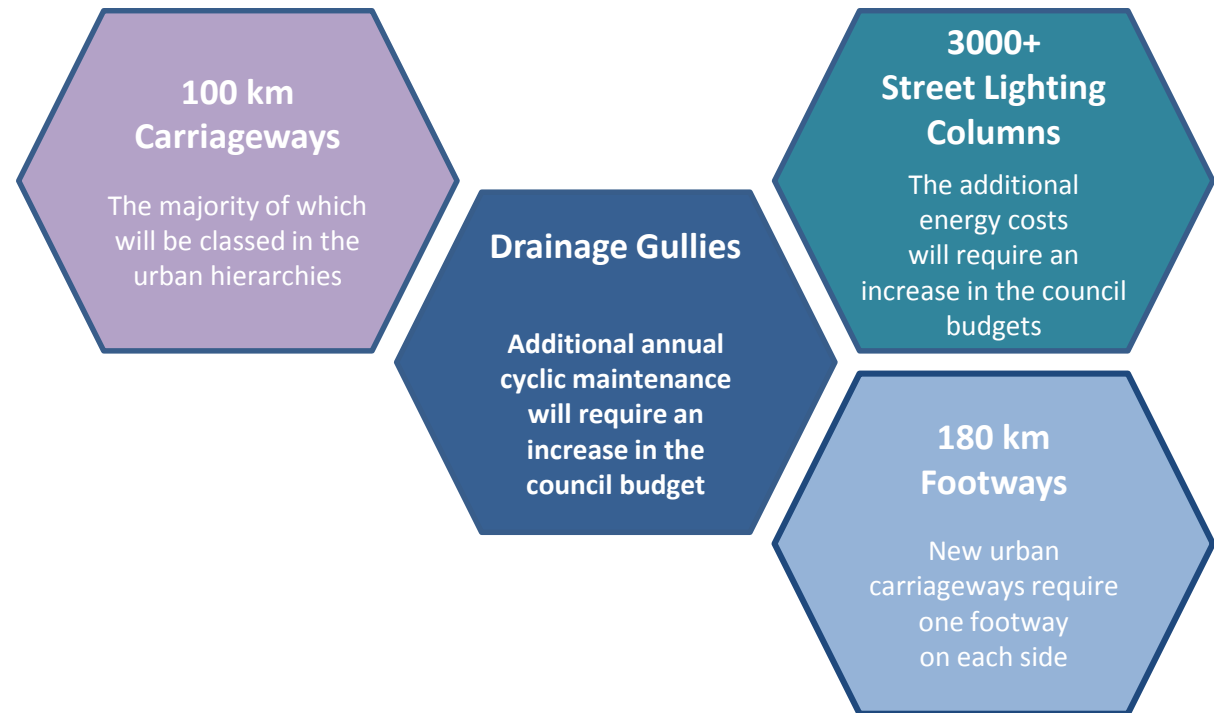 100 km
Carriageways
The majority of which
will be classed in the
urban hierarchies
Drainage Gullies
Additional annual
cyclic maintenance
will require an
increase in the
council budget
3000+
Street Lighting
Columns
The additional
energy costs
will require an
increase in the council
budgets
180 km
Footways
New urban
carriageways require
one footway
on each side